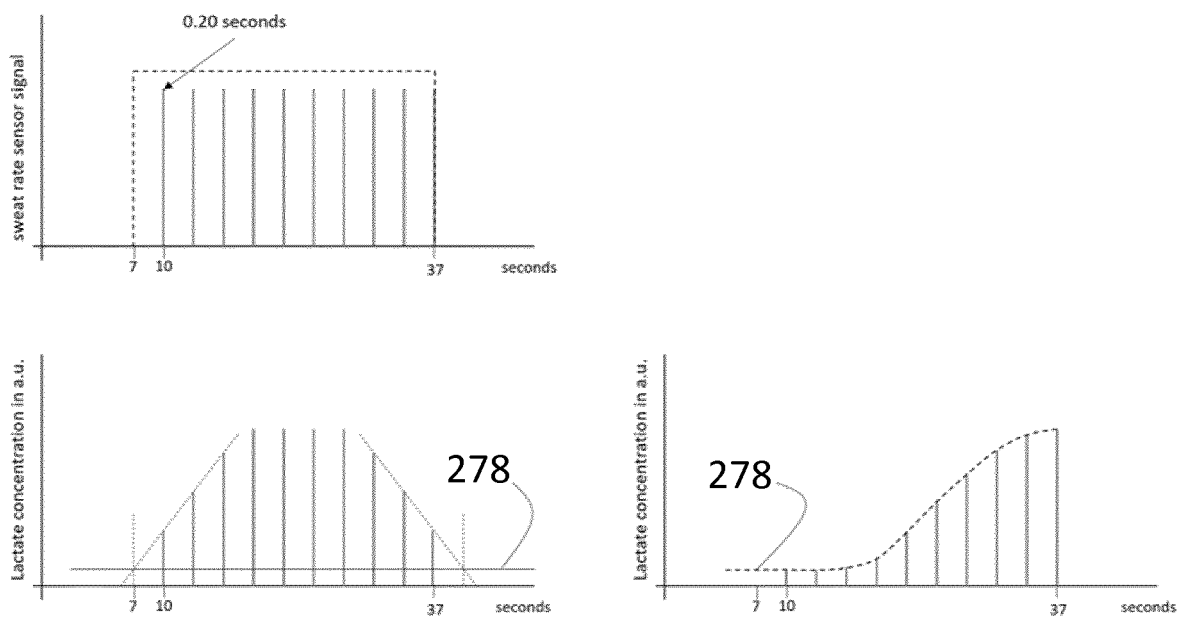 0.20 seconds
sweat rate sensor signal
7 10 37 seconds
Lactate concentration in a.u.
278
7 10 37 seconds
Lactate concentration in a.u.
278
7 10 37 seconds